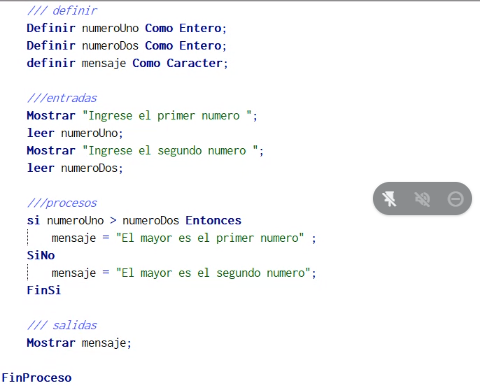 /// definir
Definir numeroUno Como Entero;
Definir numeroDos Como Entero;
definir mensaje Como Caracter;
///entradas
Mostrar "Ingrese el primer numero ";
leer numeroUno;
Mostrar "Ingrese el segundo numero ";
leer numeroDos;
///procesos
si numeroUno > numeroDos Entonces
mensaje = "El mayor es el primer numero" ;
SiNo
mensaje = "El mayor es el segundo numero";
FinSi
/// salidas
Mostrar mensaje;
FinProceso